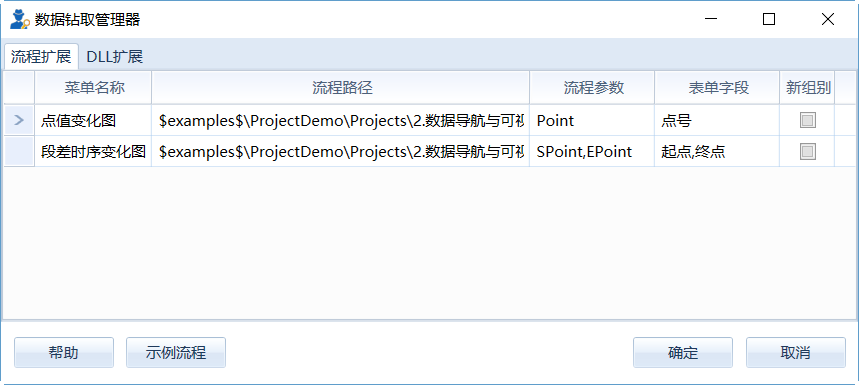 数据钻取管理器
流程扩展 DLL扩展
菜单名称 流程路径 流程参数 表单字段 新组别
点值变化图 $examples$\ProjectDemo\Projects\2.数据导航与可视 Point 点号
段差时序变化图 $examples$\ProjectDemo\Projects\2.数据导航与可视 SPoint,EPoint 起点,终点
帮助 示例流程 确定 取消